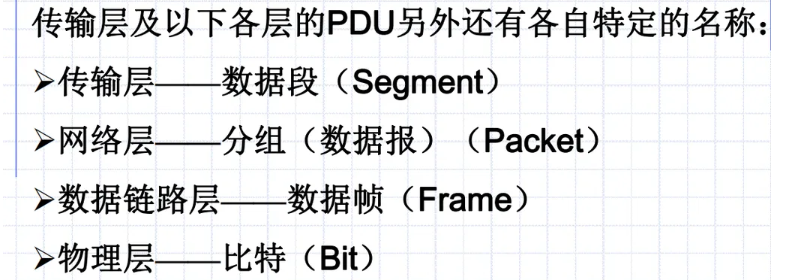 传输层及以下各层的PDU另外还有各自特定的名称：
➢传输层——数据段（Segment）
➢网络层——分组（数据报）（Packet）
➢数据链路层——数据帧（Frame）
➢物理层——比特（Bit）